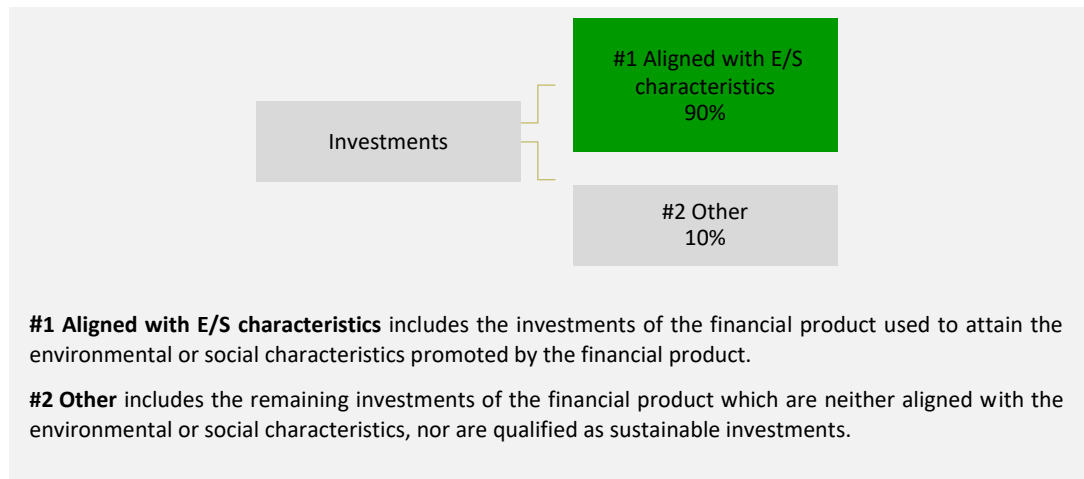 #1 Aligned with E/S
characteristics
90%
Investments
#2 Other
10%
#1 Aligned with E/S characteristics includes the investments of the financial product used to attain the
environmental or social characteristics promoted by the financial product.
#2 Other includes the remaining investments of the financial product which are neither aligned with the
environmental or social characteristics, nor are qualified as sustainable investments.